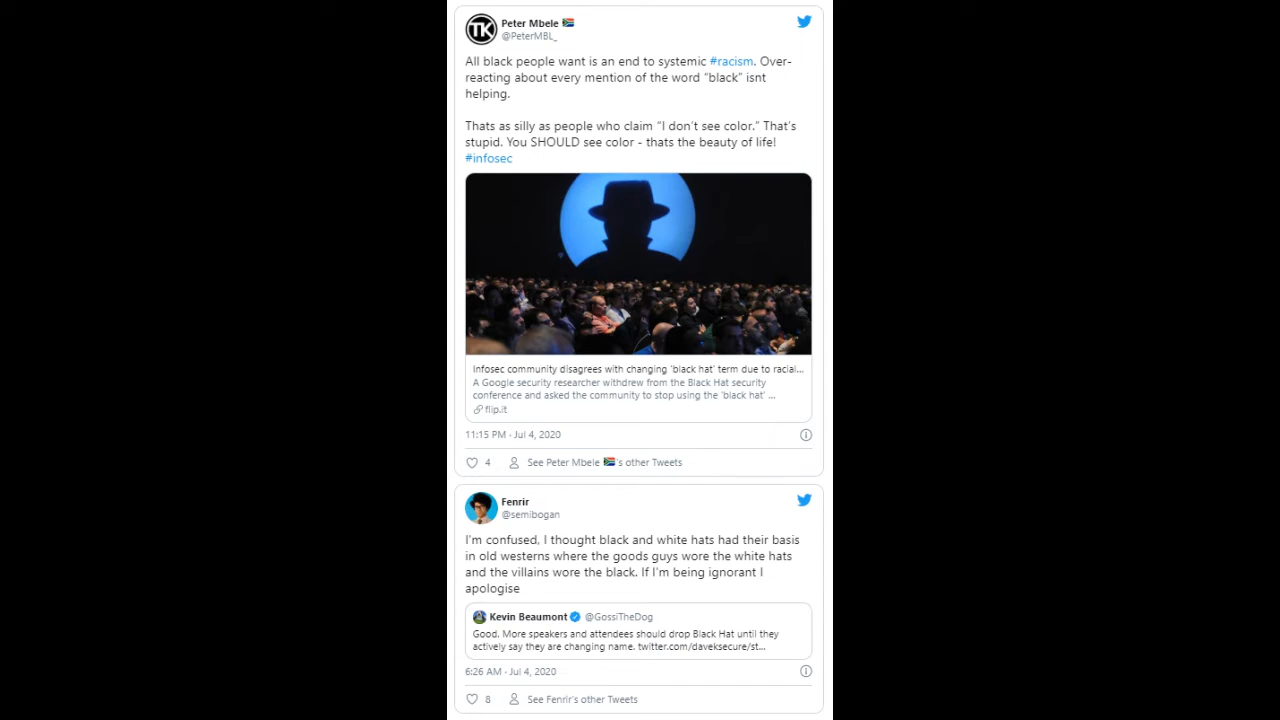 TK
Peter Mbele
@PeterMBL_
All black people want is an end to systemic #racism. Over-
reacting about every mention of the word “black” isnt
helping.
Thats as silly as people who claim “I don’t see color.” That’s
stupid. You SHOULD see color - thats the beauty of life!
#infosec
Infosec community disagrees with changing 'black hat' term due to racial...
A Google security researcher withdrew from the Black Hat security
conference and asked the community to stop using the 'black hat' ...
flip.it
11:15 PM · Jul 4, 2020
4 See Peter Mbele 's other Tweets
Fenrir
@semibogan
I'm confused, I thought black and white hats had their basis
in old westerns where the goods guys wore the white hats
and the villains wore the black. If I'm being ignorant I
apologise
Kevin Beaumont @GossiTheDog
Good. More speakers and attendees should drop Black Hat until they
actively say they are changing name. twitter.com/daveksecure/st...
6:26 AM · Jul 4, 2020
8 See Fenrir's other Tweets